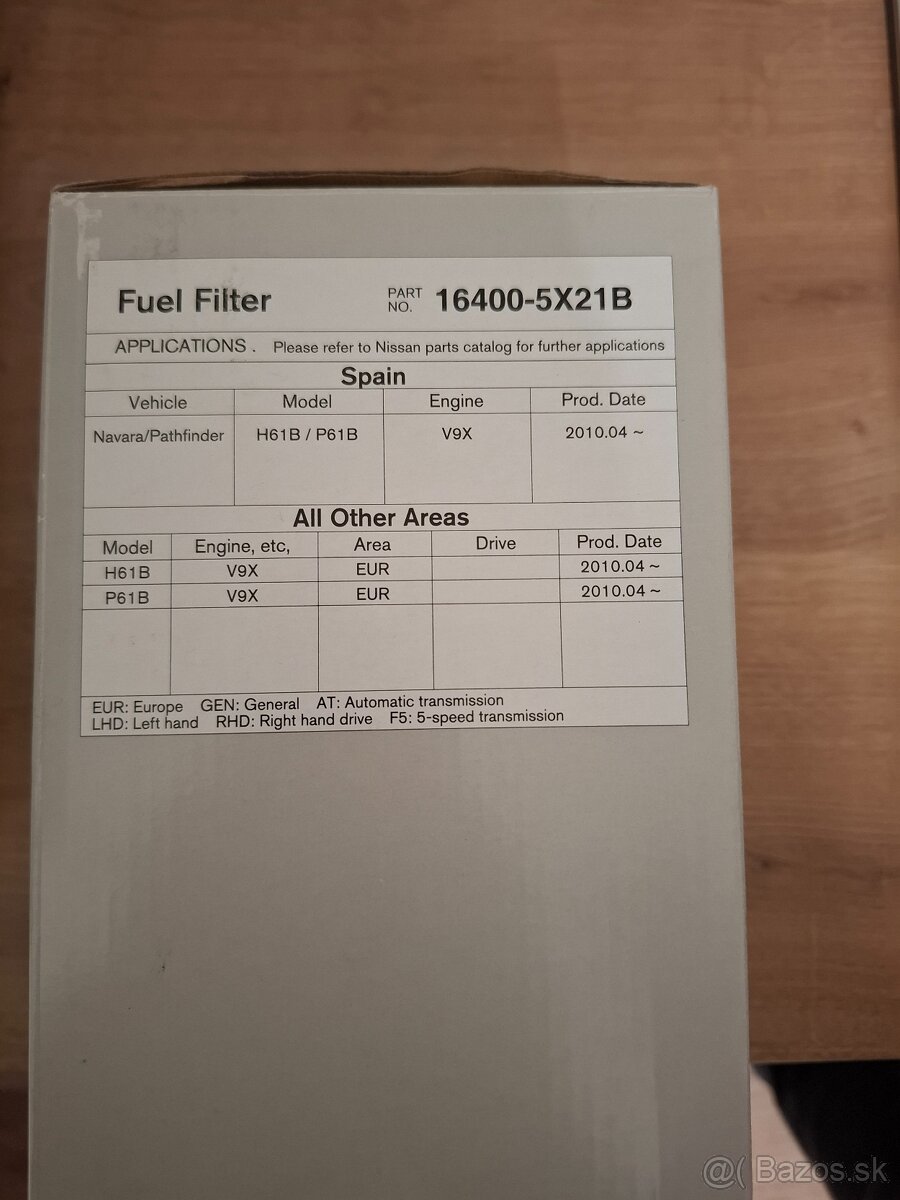 Fuel Filter PART NO. 16400-5X21B
APPLICATIONS . Please refer to Nissan parts catalog for further applications
Spain
Vehicle Model Engine Prod. Date
Navara/Pathfinder H61B / P61B V9X 2010.04 ~
All Other Areas
Model Engine, etc, Area Drive Prod. Date
H61B V9X EUR 2010.04 ~
P61B V9X EUR 2010.04 ~
EUR: Europe GEN: General AT: Automatic transmission
LHD: Left hand RHD: Right hand drive F5: 5-speed transmission
@( Bazos.sk